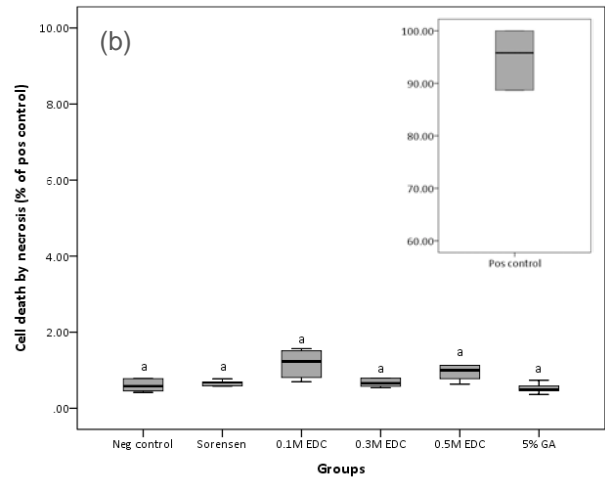 (b)
Cell death by necrosis (% of pos control)
10.00
8.00
6.00
4.00
2.00
.00
100.00
90.00
80.00
70.00
60.00
Pos control
a a a a a a
Neg control Sorensen 0.1M EDC 0.3M EDC 0.5M EDC 5% GA
Groups